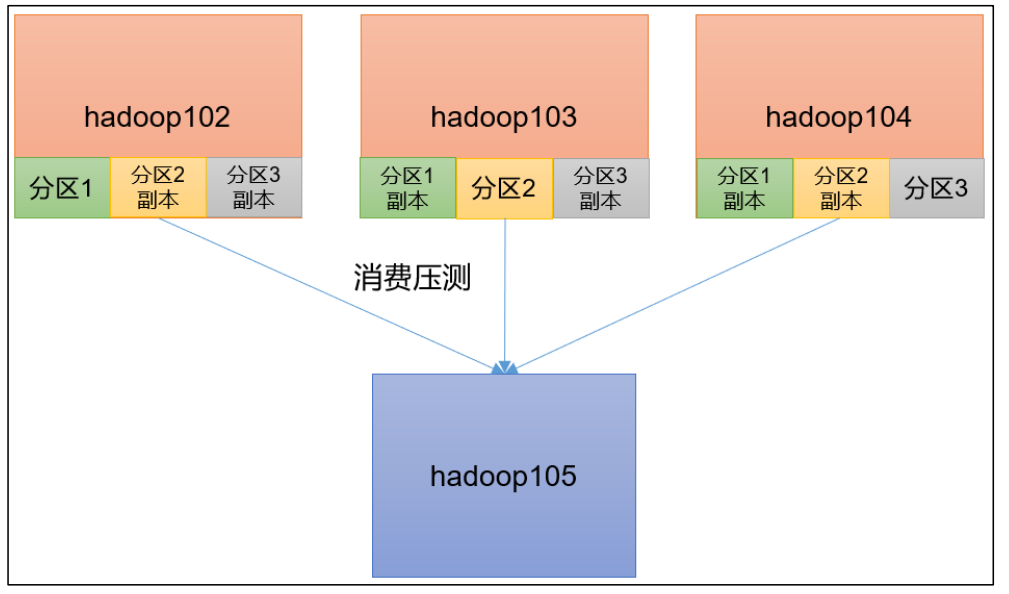 hadoop102
分区1
分区2
副本
分区3
副本
hadoop103
分区1
副本
分区2
分区3
副本
hadoop104
分区1
副本
分区2
副本
分区3
消费压测
hadoop105